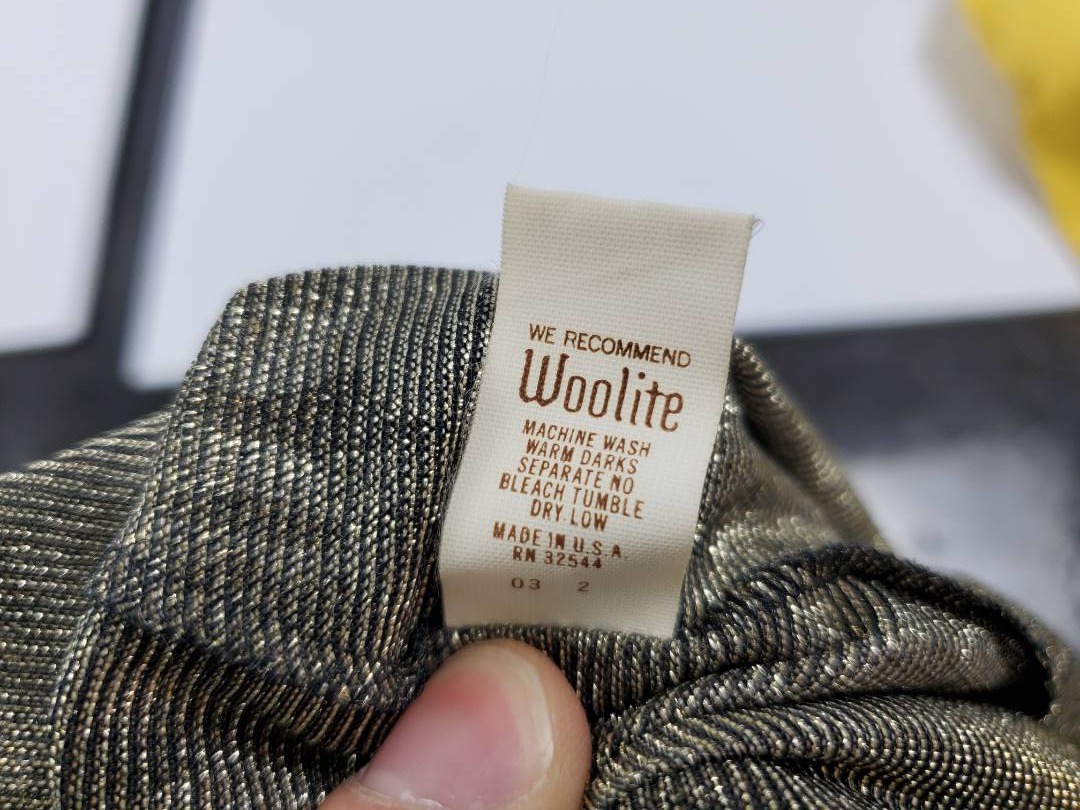 WE RECOMMEND
Woolite
MACHINE WASH
WARM DARKS
SEPARATE NO
BLEACH TUMBLE
DRY.LOW
MADE IN U.S.A
RN 32544
03 2